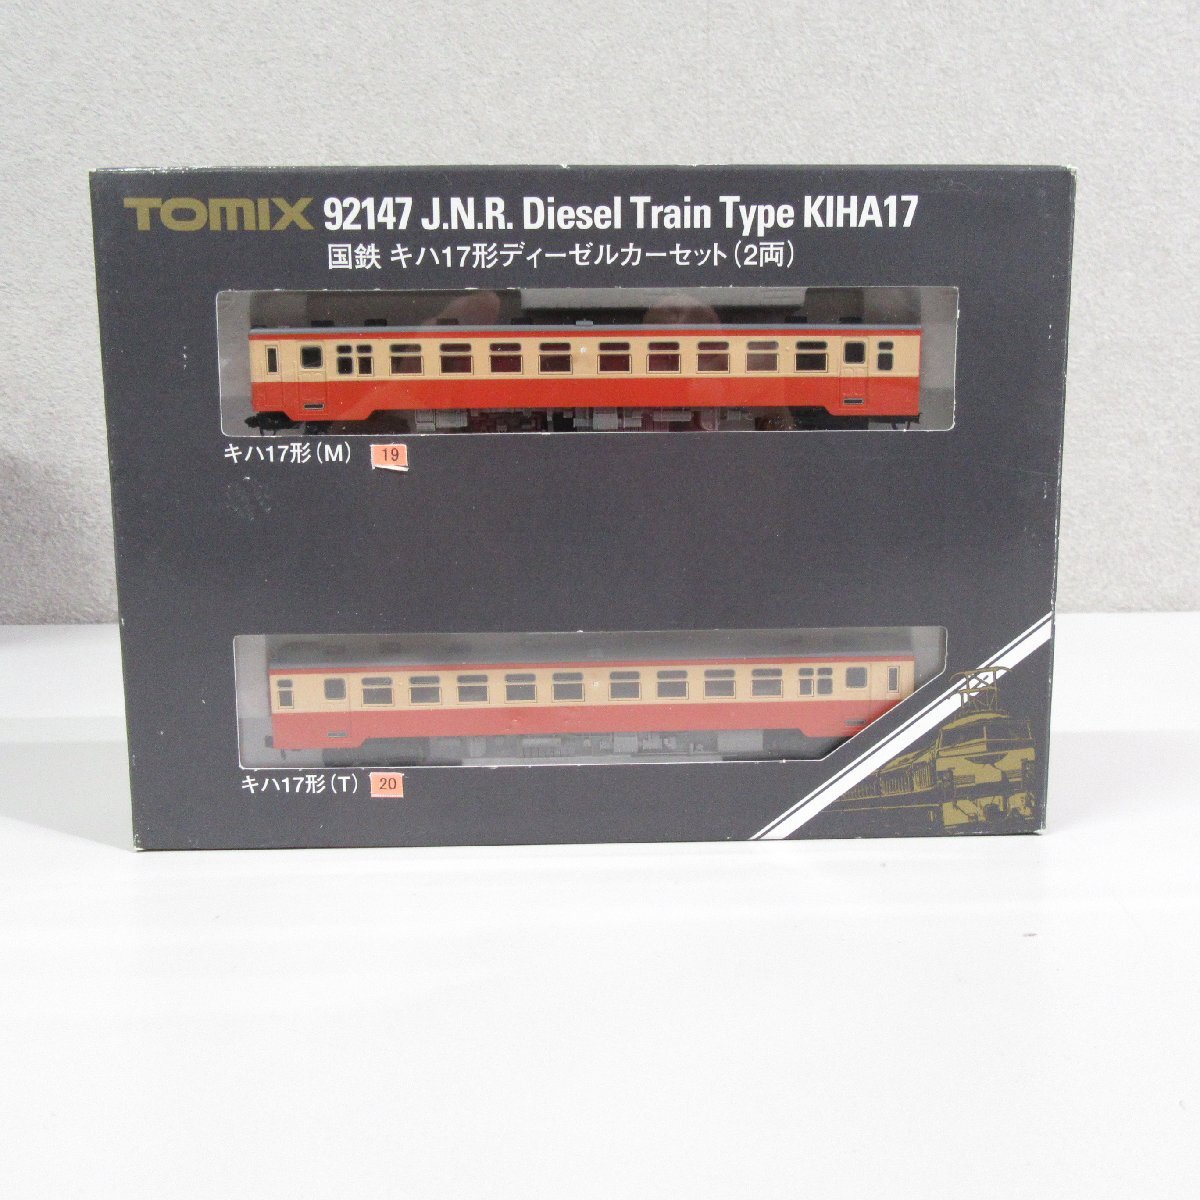 TOMIX 92147 J.N.R. Diesel Train Type KIHA17
国鉄 キハ17形ディーゼルカーセット(2両)
キハ17形(M) 19
キハ17形(T) 20